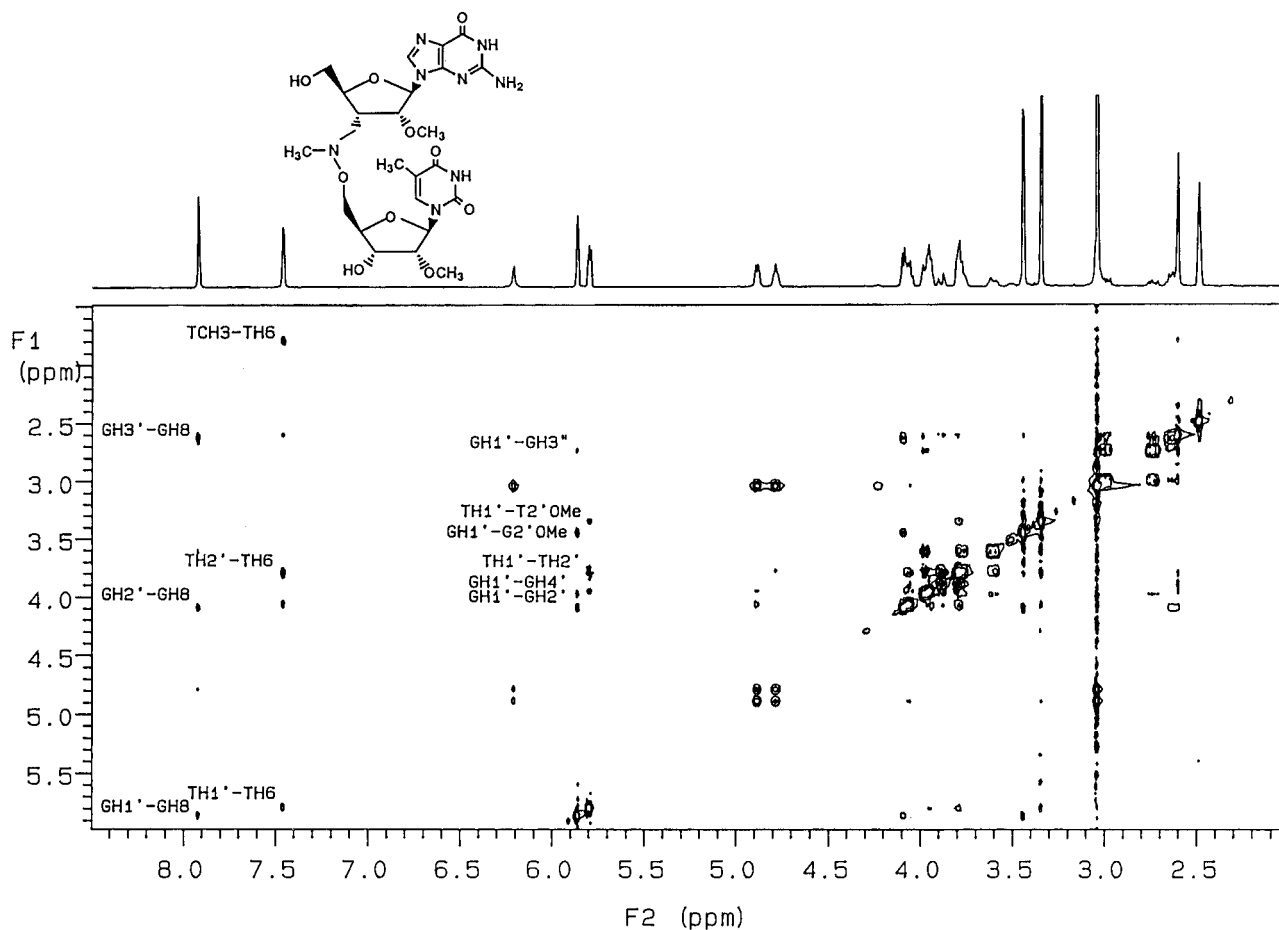 O
N
NH
HO
O
N
N
NH₂
OCH₃
H₃C–N
H₃C
O
NH
O
O
N
O
HO
OCH₃
F1
(ppm)
TCH3-TH6
2.5
GH3'-GH8
GH1'-GH3"
3.0
TH1'-T2'OMe
GH1'-G2'OMe
3.5
TH2'-TH6
TH1'-TH2'
GH1'-GH4'
4.0
GH2'-GH8
GH1'-GH2'
4.5
5.0
5.5
GH1'-GH8
TH1'-TH6
8.0 7.5 7.0 6.5 6.0 5.5 5.0 4.5 4.0 3.5 3.0 2.5
F2 (ppm)